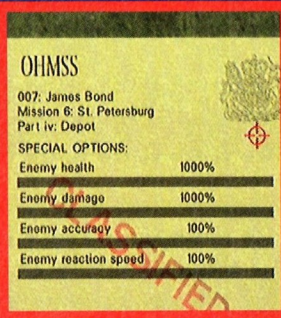 OHMSS
007: James Bond
Mission 6: St. Petersburg
Part iv: Depot
SPECIAL OPTIONS:
Enemy health 1000%
Enemy damage 1000%
Enemy accuracy 100%
Enemy reaction speed 100%
CLASSIFIED